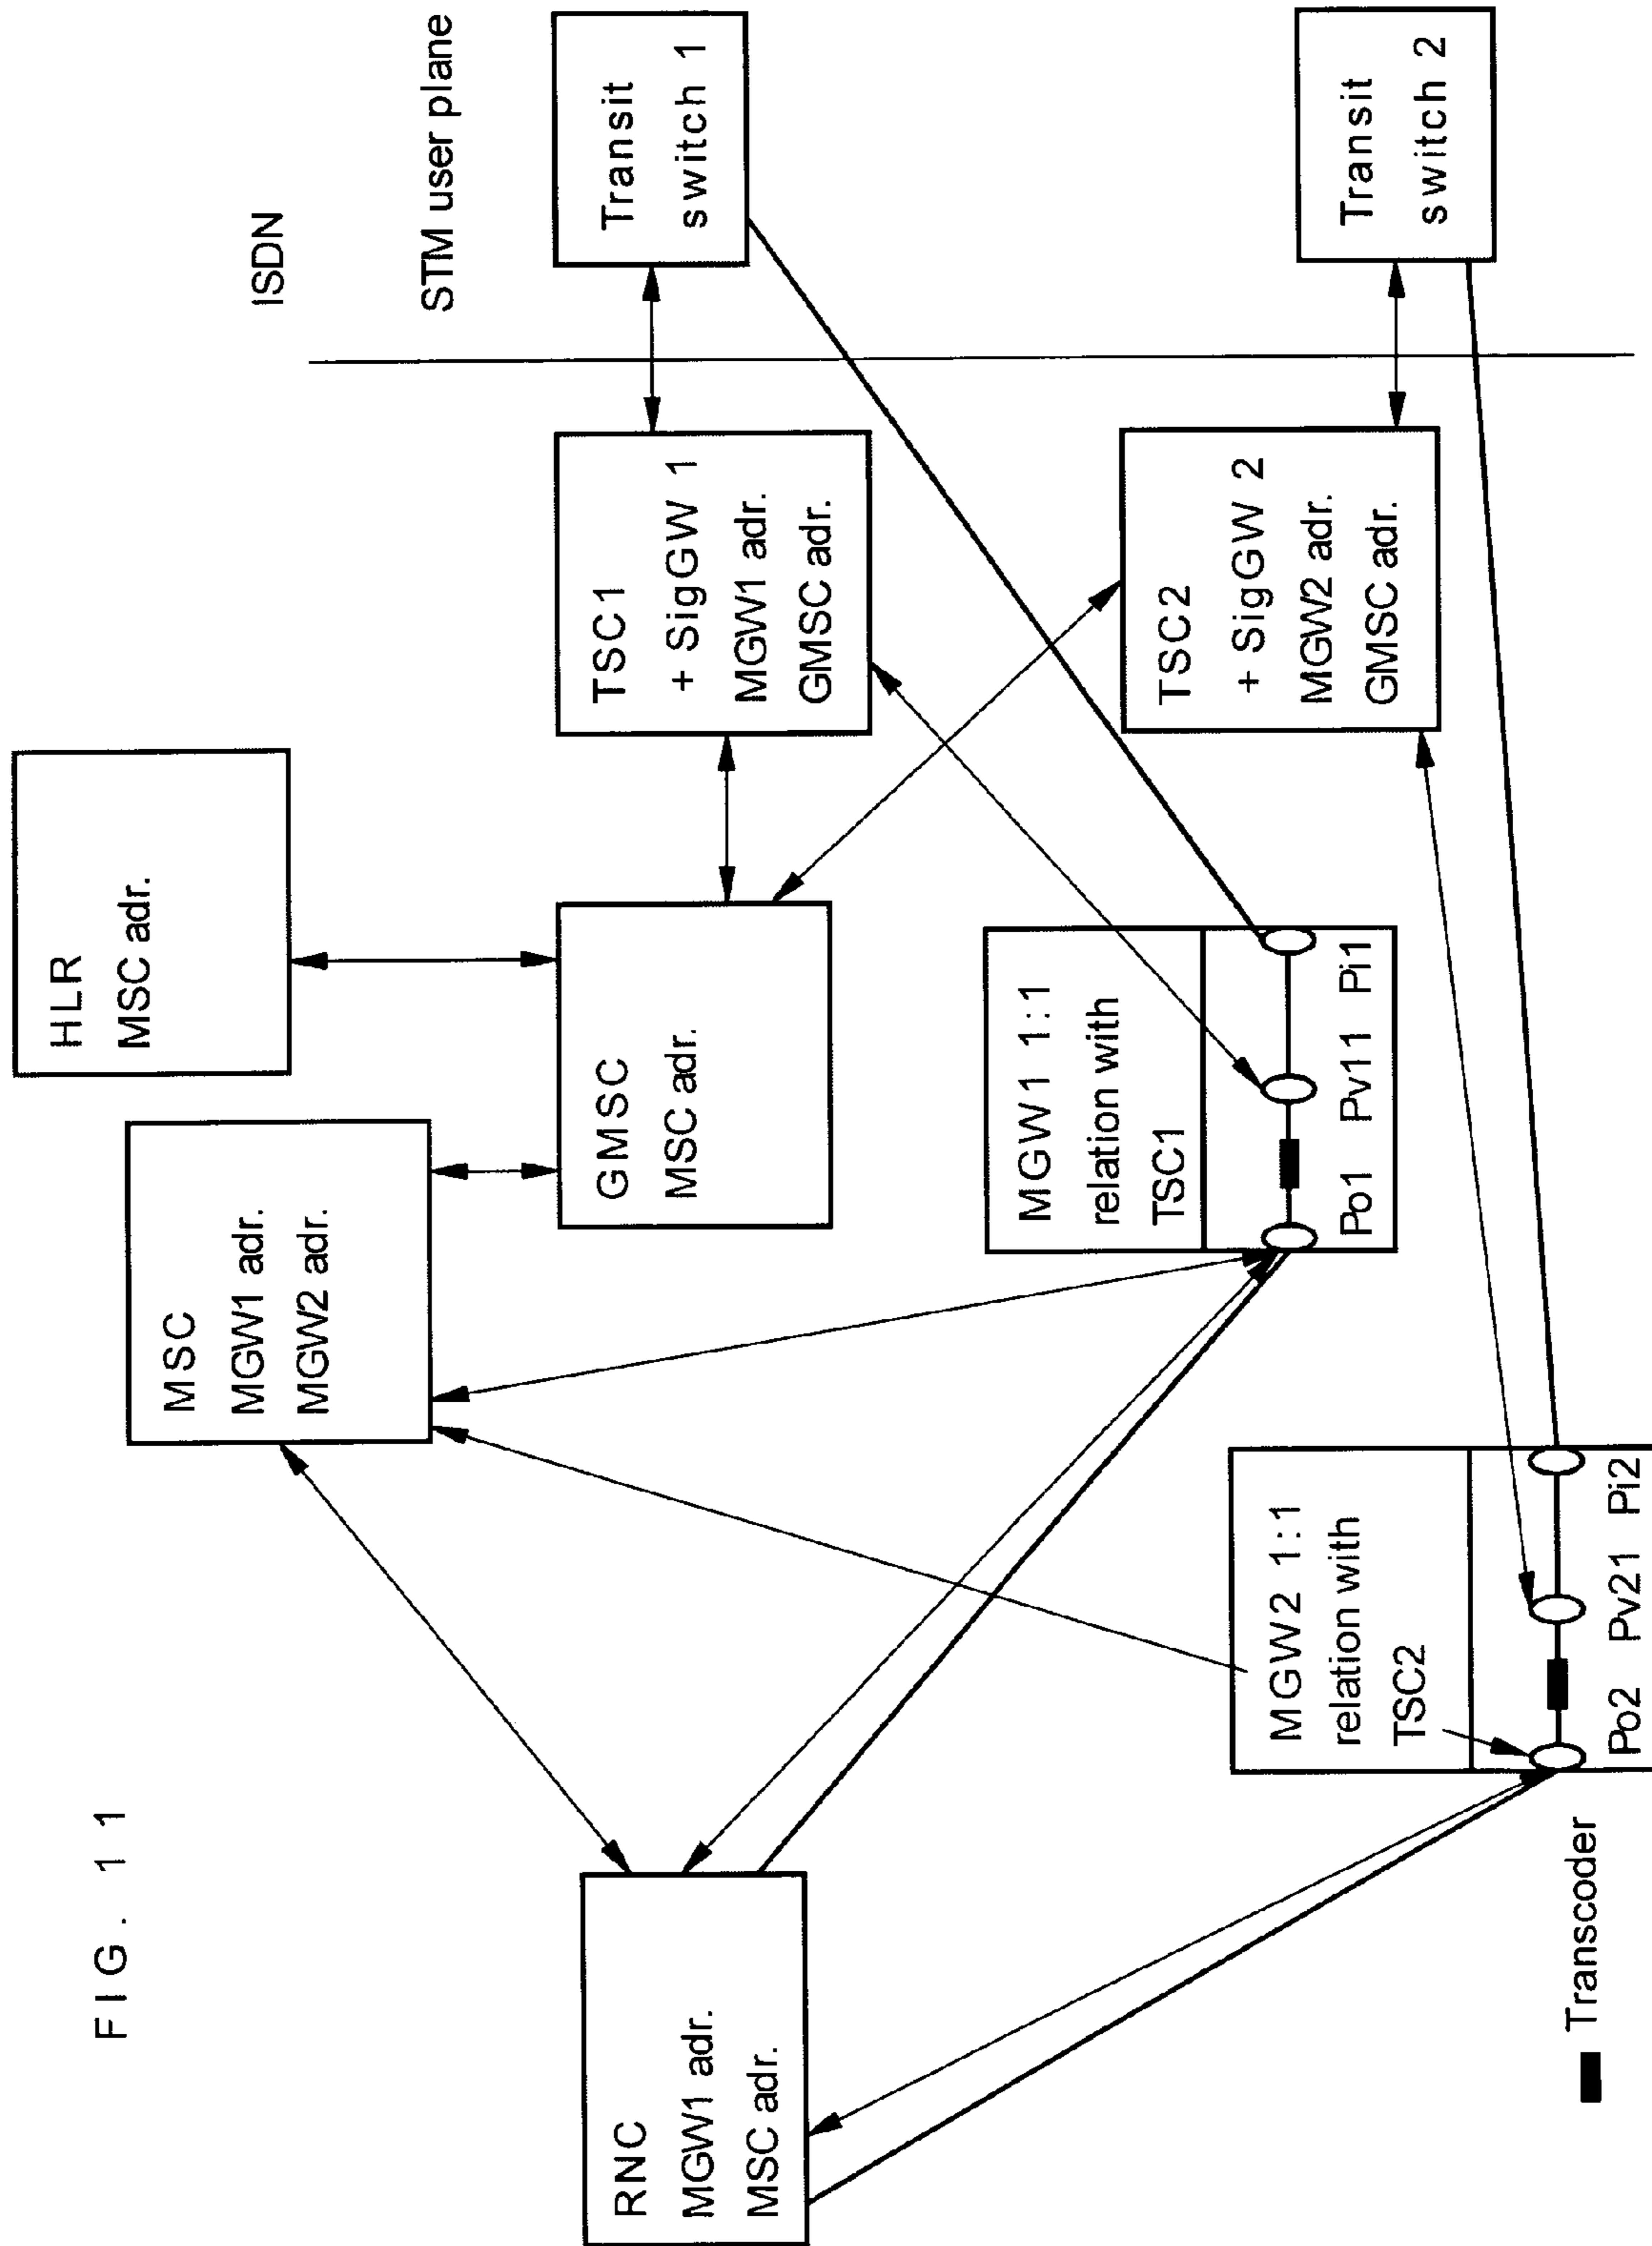 FIG. 11
ISDN
STM user plane
HLR
MSC adr.
MSC
MGW1 adr.
MGW2 adr.
GMSC
MSC adr.
TSC1
+ SigGW 1
MGW1 adr.
GMSC adr.
Transit
switch 1
RNC
MGW1 adr.
MSC adr.
MGW1 1:1
relation with
TSC1
Po1 Pv11 Pi1
TSC2
+ SigGW 2
MGW2 adr.
GMSC adr.
Transit
switch 2
MGW2 1:1
relation with
TSC2
Po2 Pv21 Pi2
Transcoder